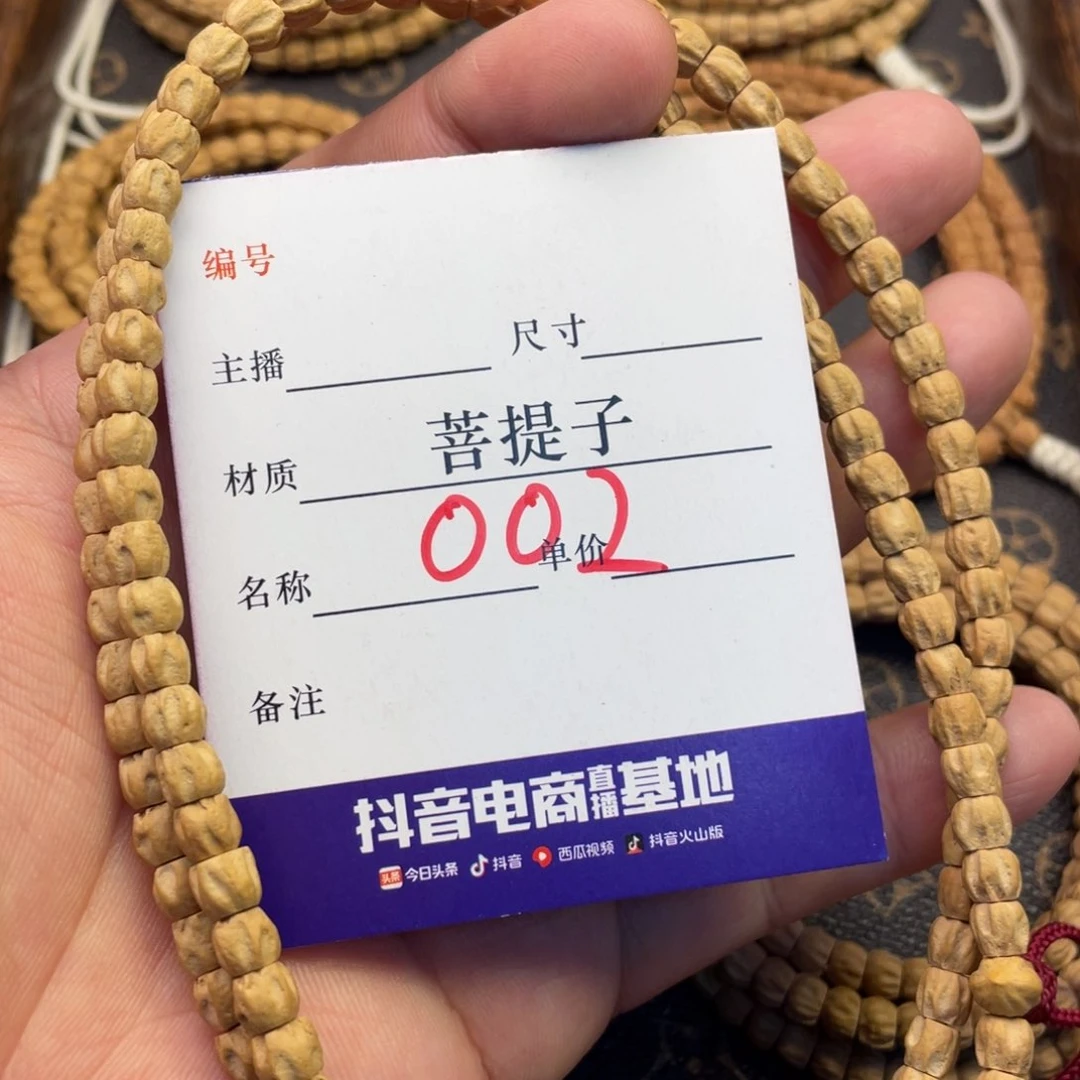 编号
主播 尺寸
材质 菩提子
002
名称 单价
备注
抖音电商直播基地
头条 今日头条 抖音 西瓜视频 抖音火山版